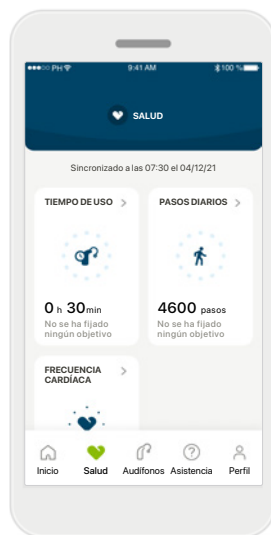 PH 9:41 AM 100 %
SALUD
Sincronizado a las 07:30 el 04/12/21
TIEMPO DE USO PASOS DIARIOS
0 h 30 min 4600 pasos
No se ha fijado No se ha fijado
ningún objetivo ningún objetivo
FRECUENCIA
CARDÍACA
Inicio Salud Audífonos Asistencia Perfil